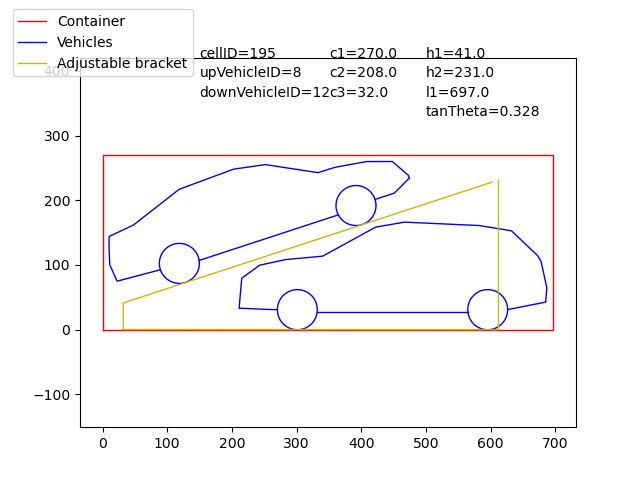 Container
Vehicles
Adjustable bracket
cellID=195 c1=270.0 h1=41.0
upVehicleID=8 c2=208.0 h2=231.0
downVehicleID=12c3=32.0 l1=697.0
tanTheta=0.328
400
300
200
100
0
−100
0 100 200 300 400 500 600 700